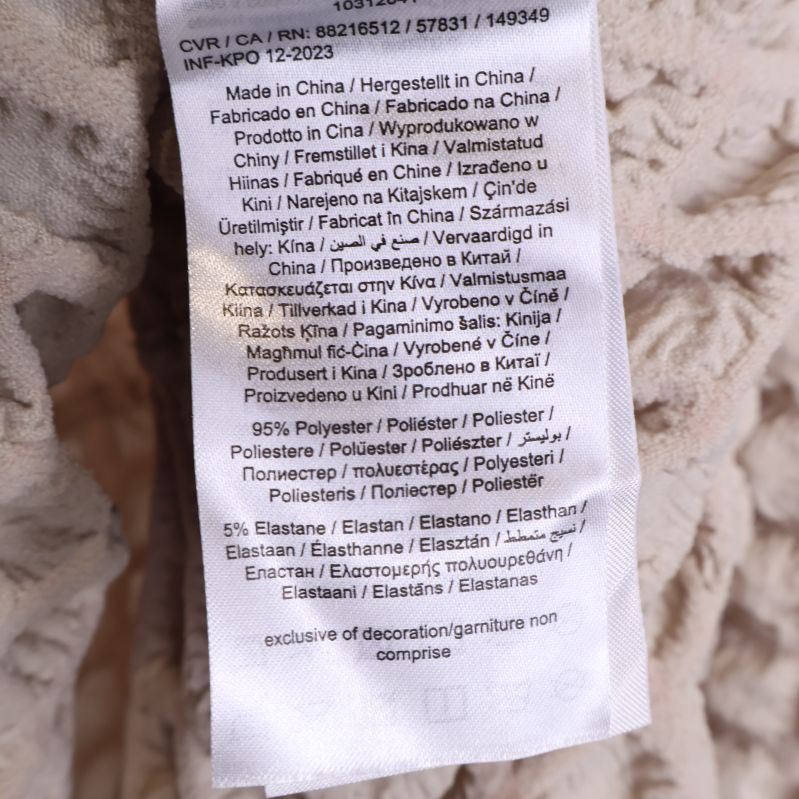 CVR / CA / RN: 88216512 / 57831 / 149349
INF-KPO 12-2023
Made in China / Hergestellt in China /
Fabricado en China / Fabricado na China /
Prodotto in Cina / Wyprodukowano w
Chiny / Fremstillet i Kina / Valmistatud
Hiinas / Fabriqué en Chine / Izrađeno u
Kini / Narejeno na Kitajskem / Çin'de
Üretilmiştir / Fabricat în China / Származási
hely: Kína / صنع في الصين / Vervaardigd in
China / Произведено в Китай /
Κατασκευάζεται στην Κίνα / Valmistusmaa
Kiina / Tillverkad i Kina / Vyrobeno v Číně /
Ražots Ķīna / Pagaminimo šalis: Kinija /
Magħmul fiċ-Ċina / Vyrobené v Číne /
Produsert i Kina / Зроблено в Китаї /
Proizvedeno u Kini / Prodhuar në Kinë
95% Polyester / Poliéster / Poliester /
Poliestere / Polüester / Poliészter / بوليستر /
Полиестер / πολυεστέρας / Polyesteri /
Poliesteris / Поліестер / Poliestër
5% Elastane / Elastan / Elastano / Elasthan /
Elastaan / Élasthanne / Elasztán / نسيج متمطط /
Еластан / Ελαστομερής πολυουρεθάνη /
Elastaani / Elastāns / Elastanas
exclusive of decoration/garniture non
comprise